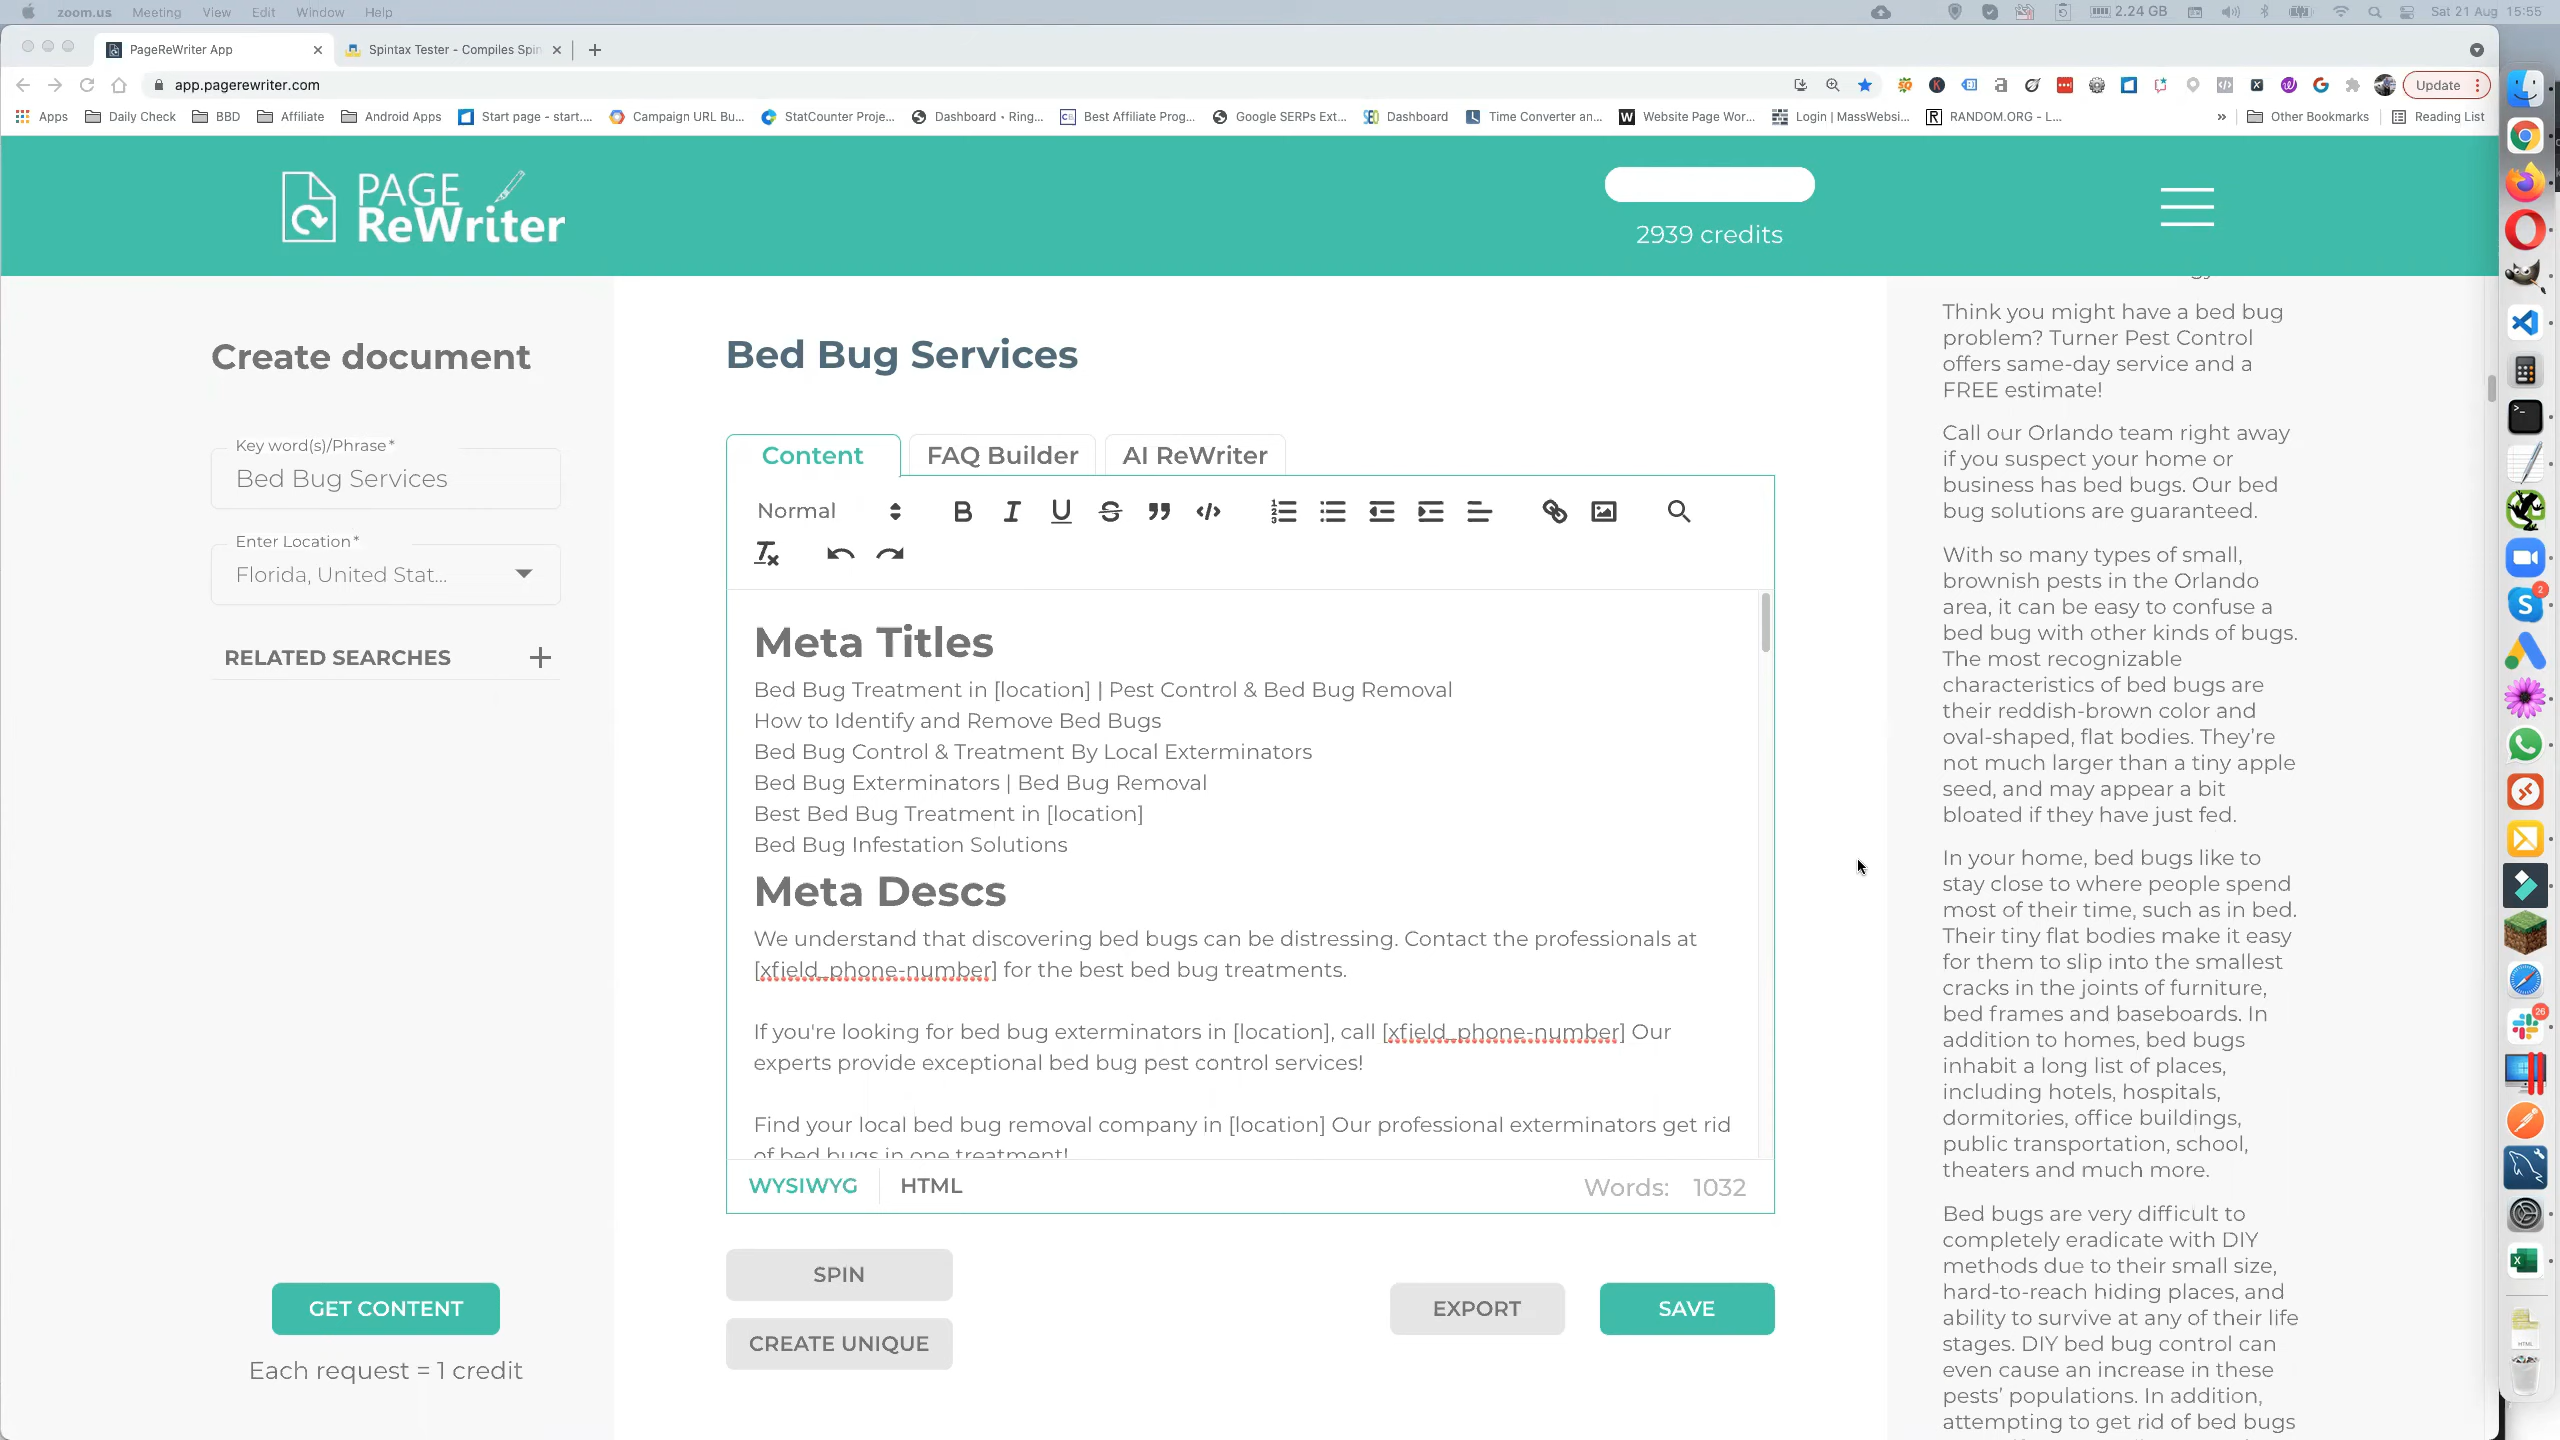 zoom.us Meeting View Edit Window Help 2.24 GB Sat 21 Aug 15:55
PageReWriter App Spintax Tester - Compiles Spin
app.pagerewriter.com Update
Apps Daily Check BBD Affiliate Android Apps Start page - start.... Campaign URL Bu... StatCounter Proje... Dashboard • Ring... Best Affiliate Prog... Google SERPs Ext... Dashboard Time Converter an... Website Page Wor... Login | MassWebsi... RANDOM.ORG - L... » Other Bookmarks Reading List
PAGE
ReWriter
2939 credits
Create document
Key word(s)/Phrase*
Bed Bug Services
Enter Location*
Florida, United Stat...
RELATED SEARCHES
GET CONTENT
Each request = 1 credit
Bed Bug Services
Content FAQ Builder AI ReWriter
Normal
Meta Titles
Bed Bug Treatment in [location] | Pest Control & Bed Bug Removal
How to Identify and Remove Bed Bugs
Bed Bug Control & Treatment By Local Exterminators
Bed Bug Exterminators | Bed Bug Removal
Best Bed Bug Treatment in [location]
Bed Bug Infestation Solutions
Meta Descs
We understand that discovering bed bugs can be distressing. Contact the professionals at
[xfield_phone-number] for the best bed bug treatments.
If you're looking for bed bug exterminators in [location], call [xfield_phone-number] Our
experts provide exceptional bed bug pest control services!
Find your local bed bug removal company in [location] Our professional exterminators get rid
of bed bugs in one treatment!
WYSIWYG HTML Words: 1032
SPIN
CREATE UNIQUE
EXPORT
SAVE
Think you might have a bed bug
problem? Turner Pest Control
offers same-day service and a
FREE estimate!
Call our Orlando team right away
if you suspect your home or
business has bed bugs. Our bed
bug solutions are guaranteed.
With so many types of small,
brownish pests in the Orlando
area, it can be easy to confuse a
bed bug with other kinds of bugs.
The most recognizable
characteristics of bed bugs are
their reddish-brown color and
oval-shaped, flat bodies. They’re
not much larger than a tiny apple
seed, and may appear a bit
bloated if they have just fed.
In your home, bed bugs like to
stay close to where people spend
most of their time, such as in bed.
Their tiny flat bodies make it easy
for them to slip into the smallest
cracks in the joints of furniture,
bed frames and baseboards. In
addition to homes, bed bugs
inhabit a long list of places,
including hotels, hospitals,
dormitories, office buildings,
public transportation, school,
theaters and much more.
Bed bugs are very difficult to
completely eradicate with DIY
methods due to their small size,
hard-to-reach hiding places, and
ability to survive at any of their life
stages. DIY bed bug control can
even cause an increase in these
pests’ populations. In addition,
attempting to get rid of bed bugs
2
26
HTML